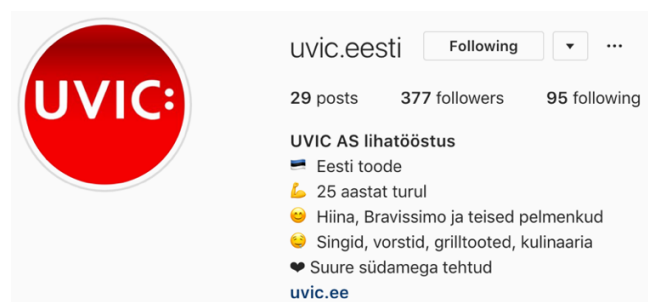 UVIC:
uvic.eesti Following ▼ •••
29 posts 377 followers 95 following
UVIC AS lihatööstus
🇪🇪 Eesti toode
💪 25 aastat turul
😊 Hiina, Bravissimo ja teised pelmenkud
😋 Singid, vorstid, grilltooted, kulinaaria
❤ Suure südamega tehtud
uvic.ee